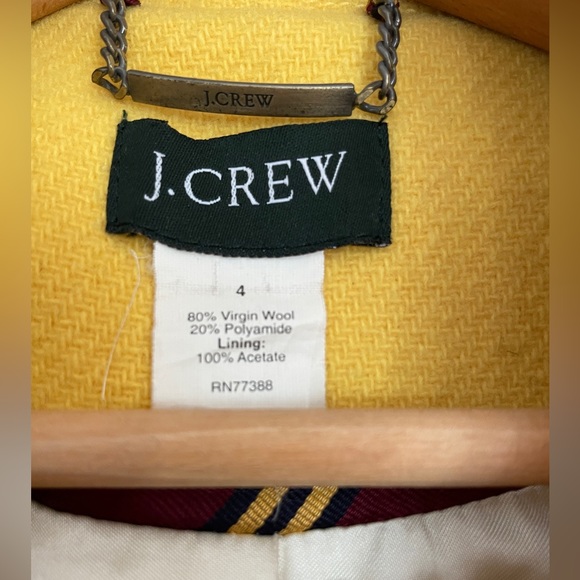 J.CREW
J.CREW
4
80% Virgin Wool
20% Polyamide
Lining:
100% Acetate
RN77388